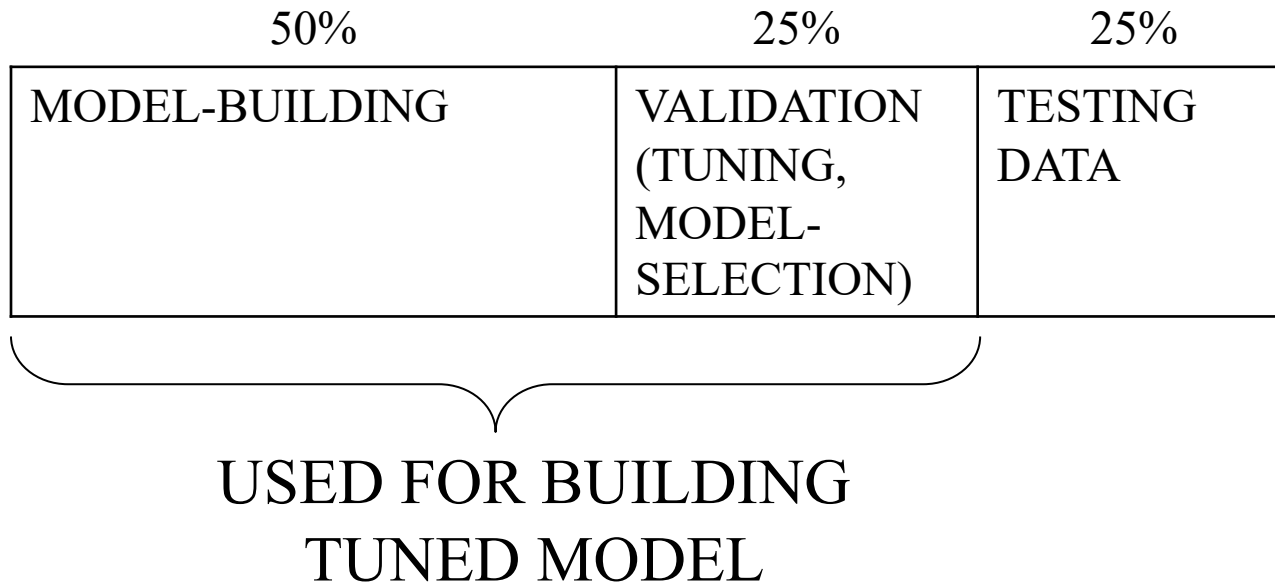 50% 25% 25%
MODEL-BUILDING
VALIDATION
(TUNING,
MODEL-
SELECTION)
TESTING
DATA
USED FOR BUILDING
TUNED MODEL